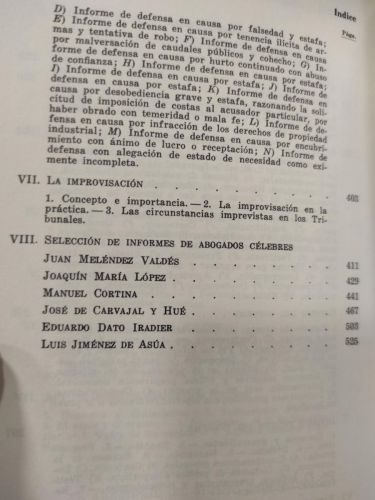 Índice
Págs.
D) Informe de defensa en causa por falsedad y estafa;
E) Informe de defensa en causa por tenencia ilícita de ar-
mas y tentativa de robo; F) Informe de defensa en causa
por malversación de caudales públicos y cohecho; G) In-
forme de defensa en causa por hurto continuado con abuso
de confianza; H) Informe de defensa en causa por estafa;
I) Informe de defensa en causa por estafa; J) Informe de
defensa en causa por estafa; K) Informe de defensa en
causa por desobediencia grave y estafa, razonando la soli-
citud de imposición de costas al acusador particular, por
haber obrado con temeridad o mala fe; L) Informe de de-
fensa en causa por infracción de los derechos de propiedad
industrial; M) Informe de defensa en causa por encubri-
miento con ánimo de lucro o receptación; N) Informe de
defensa con alegación de estado de necesidad como exi-
mente incompleta.
VII. LA IMPROVISACIÓN . . . . . . . . 403
1. Concepto e importancia. — 2. La improvisación en la
práctica. — 3. Las circunstancias imprevistas en los Tri-
bunales.
VIII. SELECCIÓN DE INFORMES DE ABOGADOS CÉLEBRES
JUAN MELÉNDEZ VALDÉS . . . . . . 411
JOAQUÍN MARÍA LÓPEZ . . . . . . 429
MANUEL CORTINA . . . . . . . . 441
JOSÉ DE CARVAJAL Y HUÉ . . . . . 467
EDUARDO DATO IRADIER . . . . . . 503
LUIS JIMÉNEZ DE ASÚA . . . . . . . 525